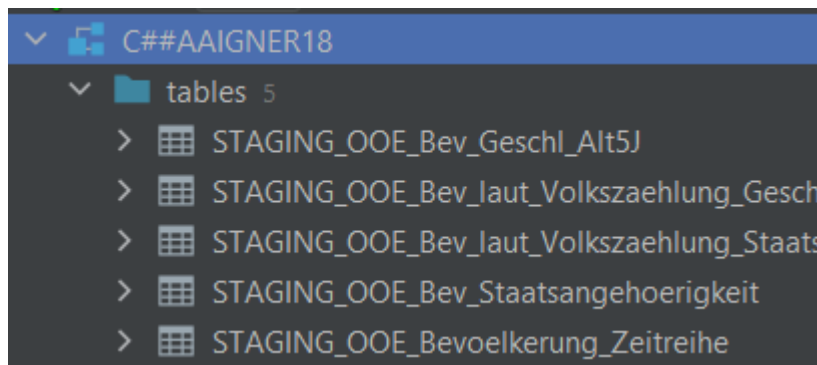 C##AAIGNER18
tables 5
STAGING_OOE_Bev_Geschl_Alt5J
STAGING_OOE_Bev_laut_Volkszaehlung_Gesch
STAGING_OOE_Bev_laut_Volkszaehlung_Staats
STAGING_OOE_Bev_Staatsangehoerigkeit
STAGING_OOE_Bevoelkerung_Zeitreihe